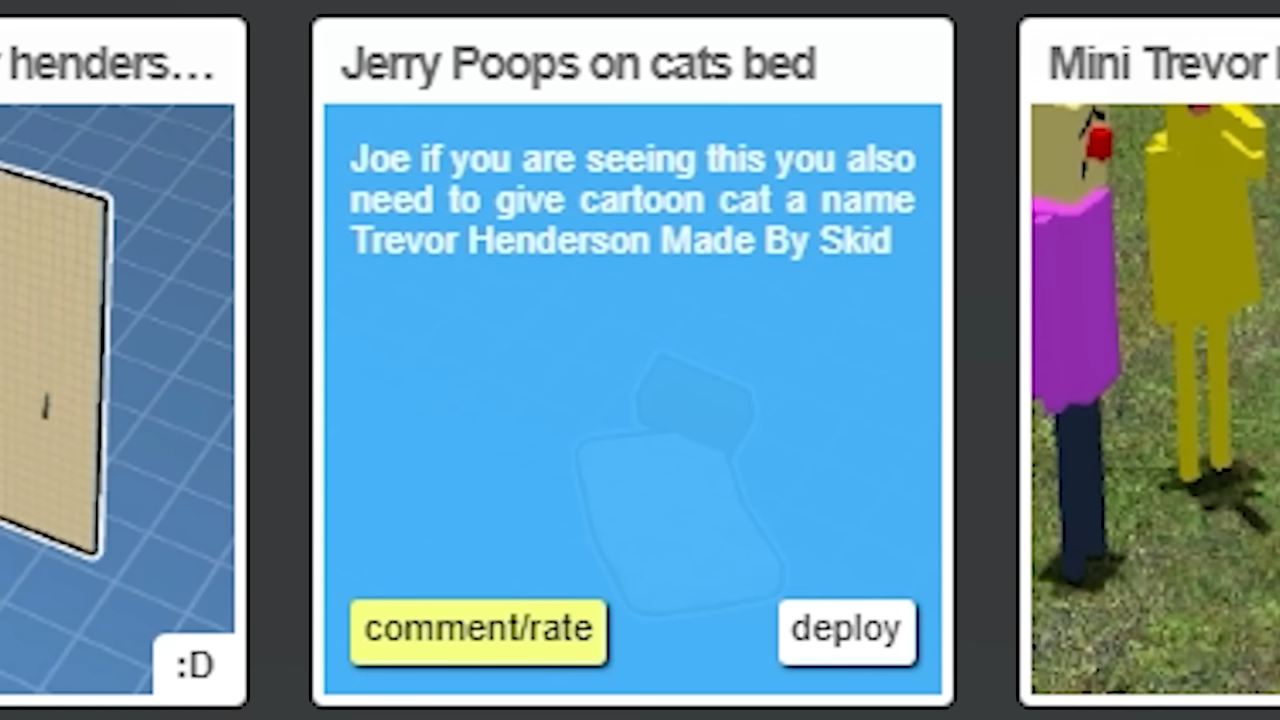 henders...
:D
Jerry Poops on cats bed
Joe if you are seeing this you also
need to give cartoon cat a name
Trevor Henderson Made By Skid
comment/rate
deploy
Mini Trevor